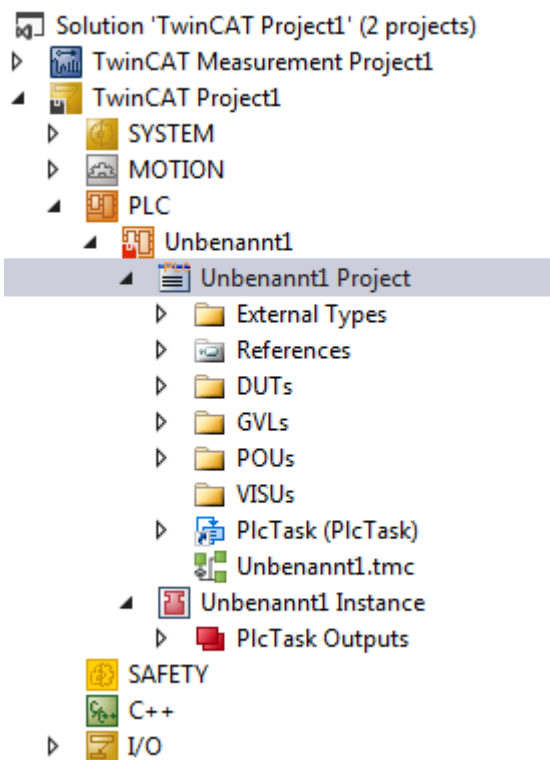 Solution 'TwinCAT Project1' (2 projects)
TwinCAT Measurement Project1
TwinCAT Project1
SYSTEM
MOTION
PLC
Unbenannt1
Unbenannt1 Project
External Types
References
DUTs
GVLs
POUs
VISUs
PlcTask (PlcTask)
Unbenannt1.tmc
Unbenannt1 Instance
PlcTask Outputs
SAFETY
C++
I/O